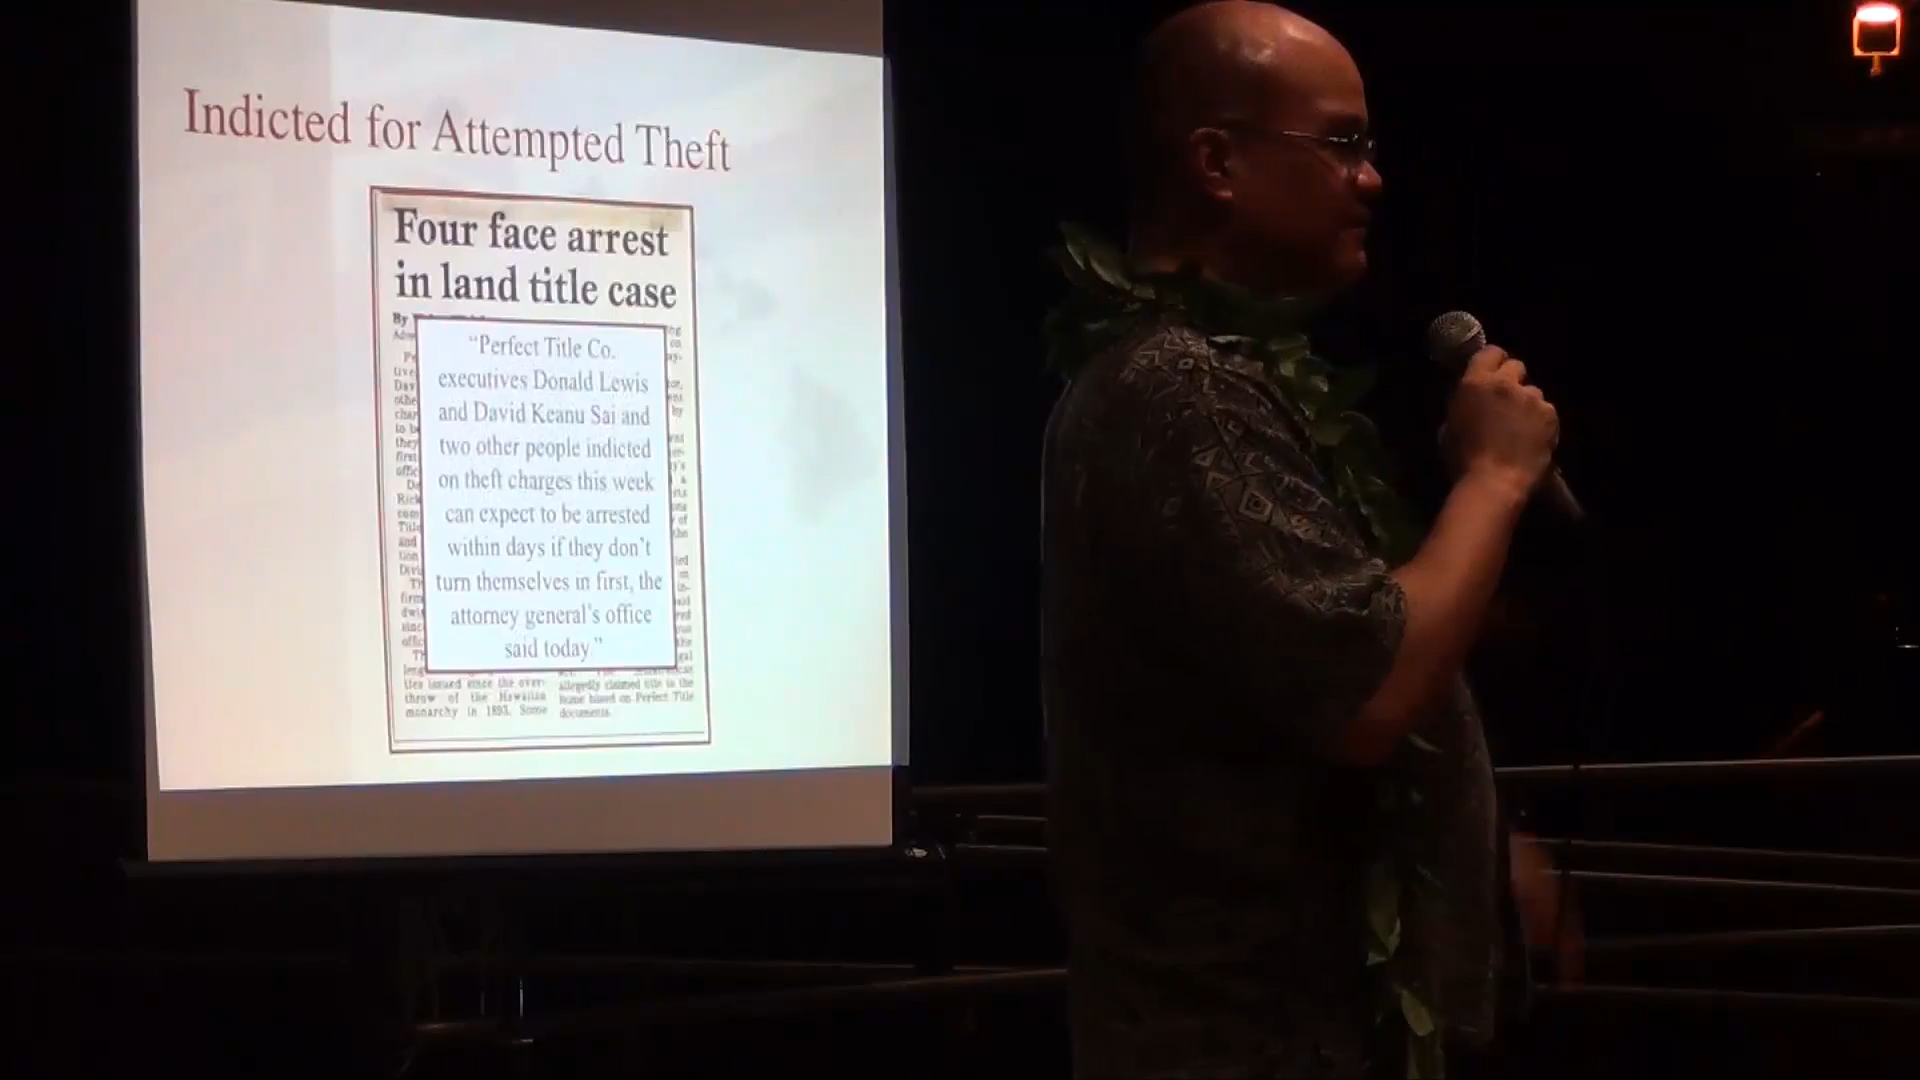 Indicted for Attempted Theft
Four face arrest
in land title case
By
“Perfect Title Co.
executives Donald Lewis
and David Keanu Sai and
two other people indicted
on theft charges this week
can expect to be arrested
within days if they don’t
turn themselves in first, the
attorney general’s office
said today.”
ties issued since the over-
throw of the Hawaiian
monarchy in 1893. Some
allegedly claimed title to the
home based on Perfect Title
documents.